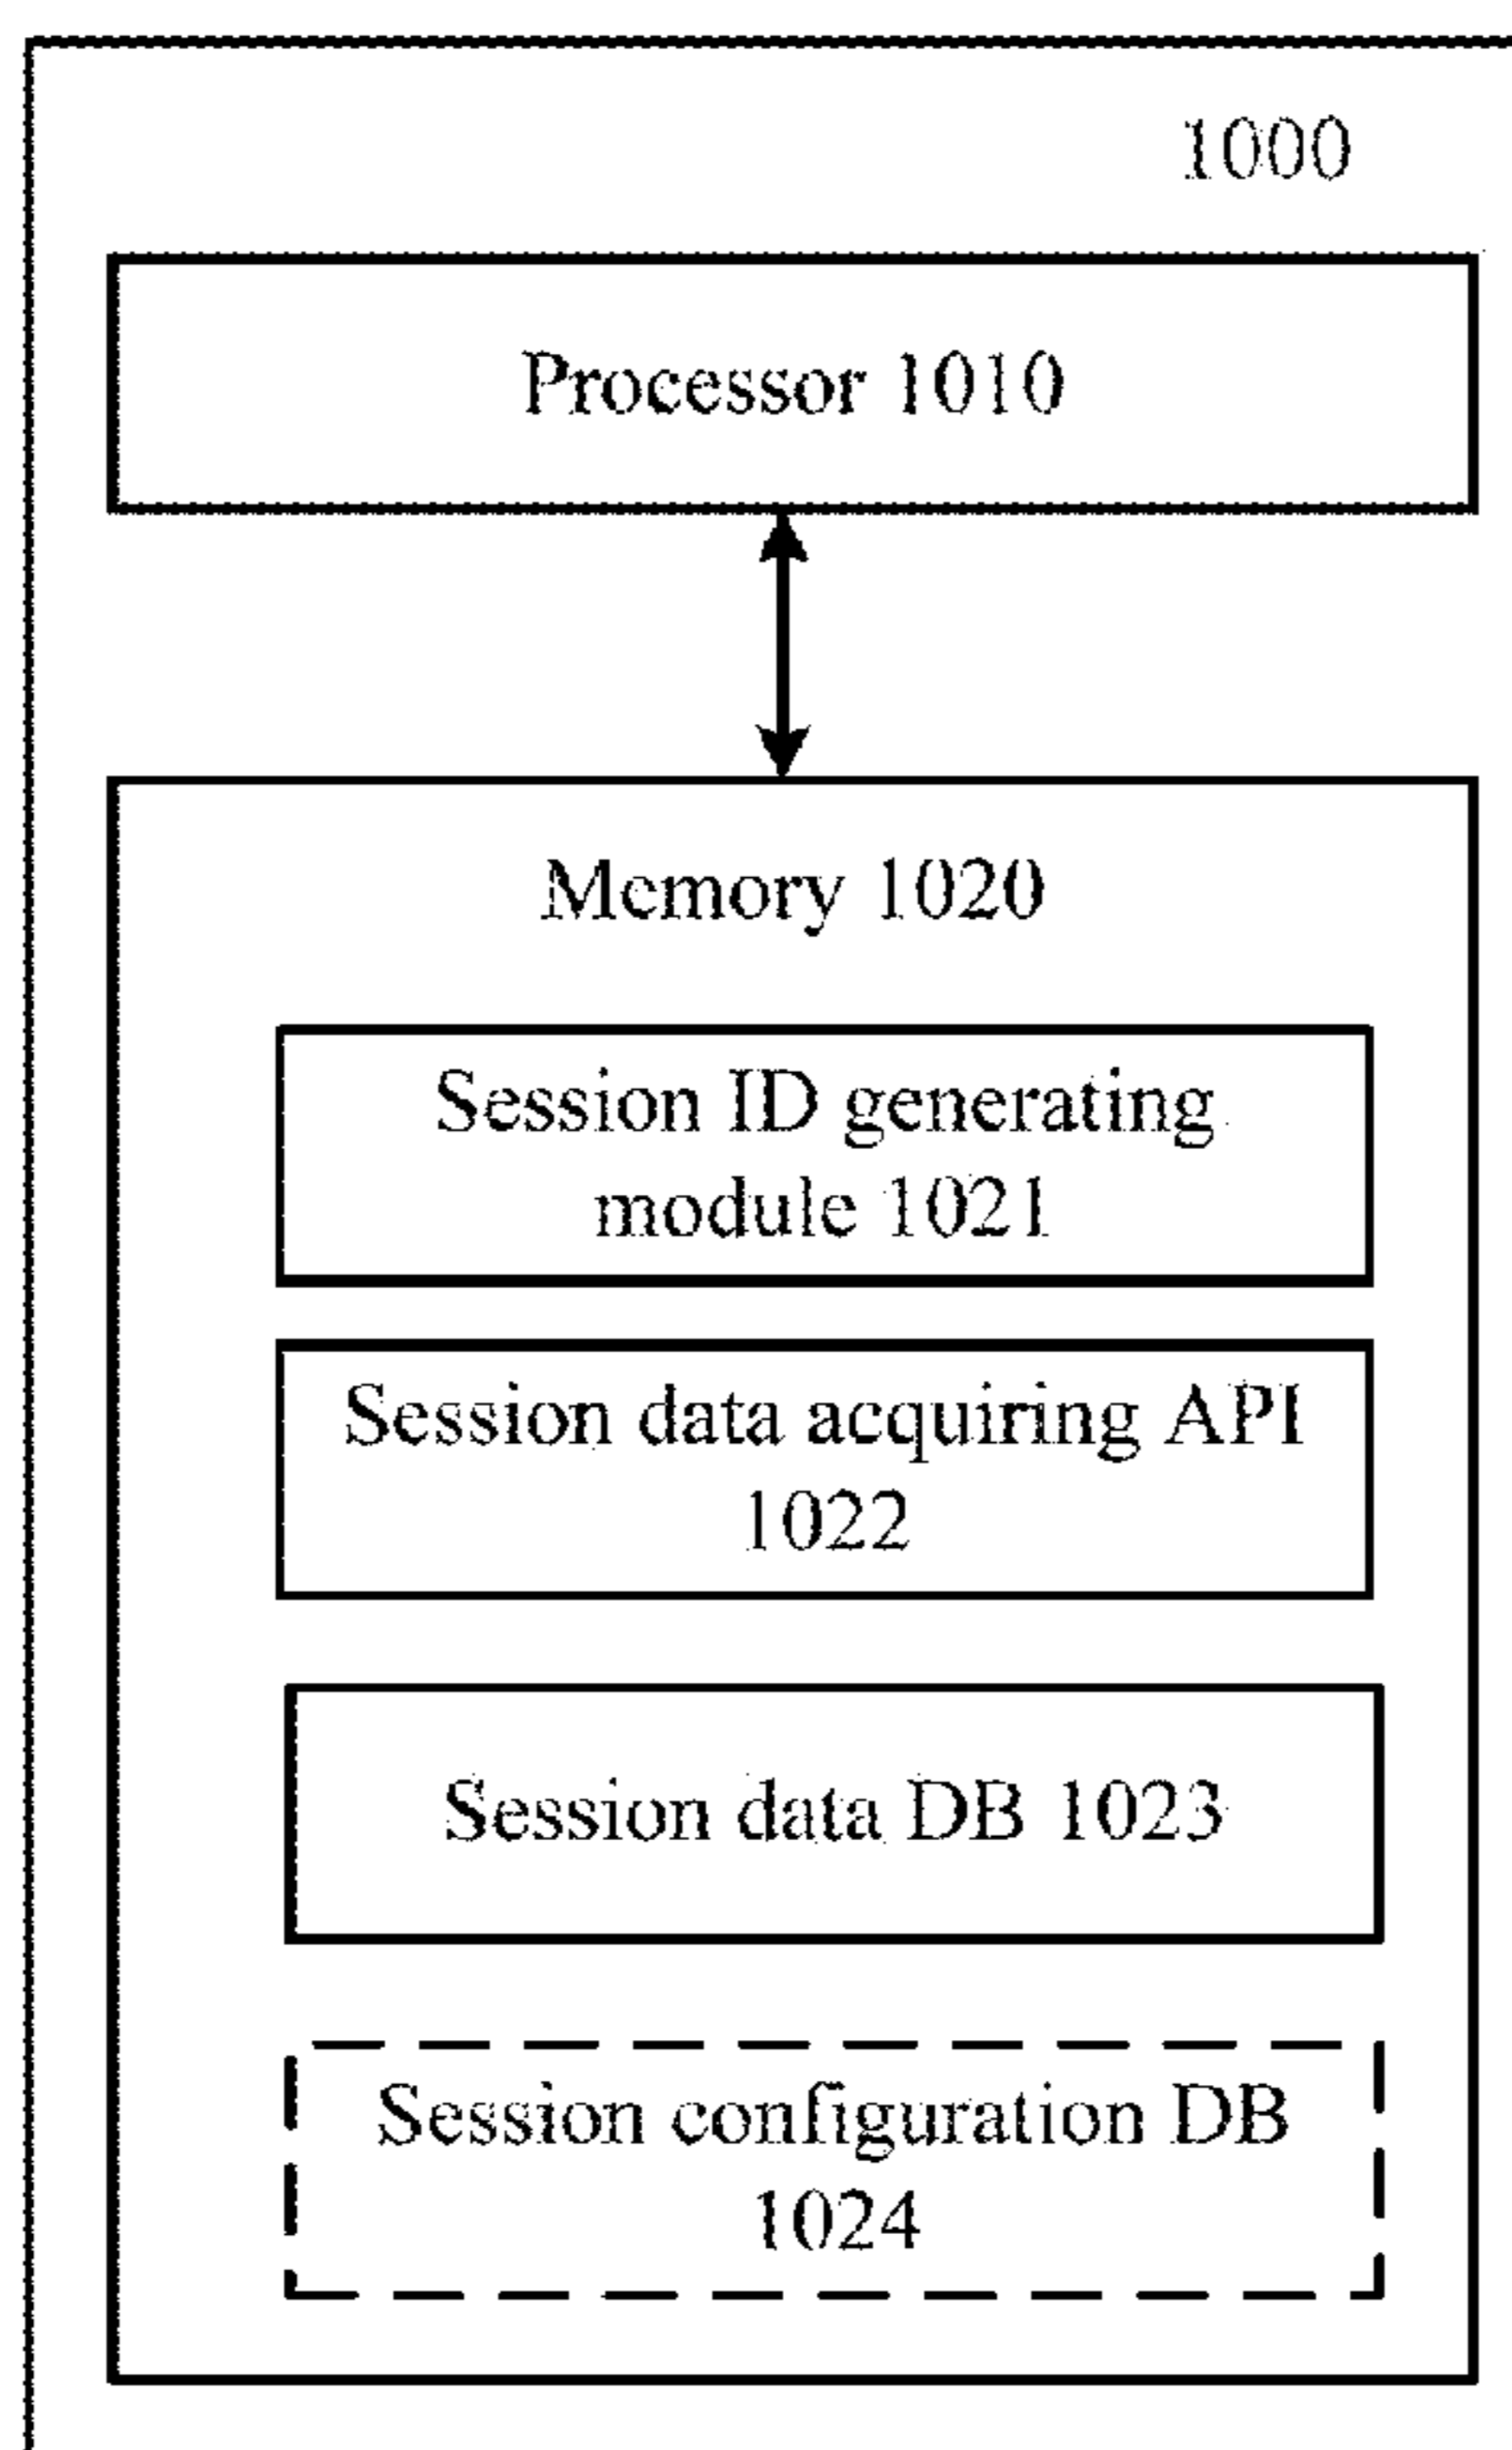 1000
Processor 1010
Memory 1020
Session ID generating
module 1021
Session data acquiring API
1022
Session data DB 1023
Session configuration DB
1024